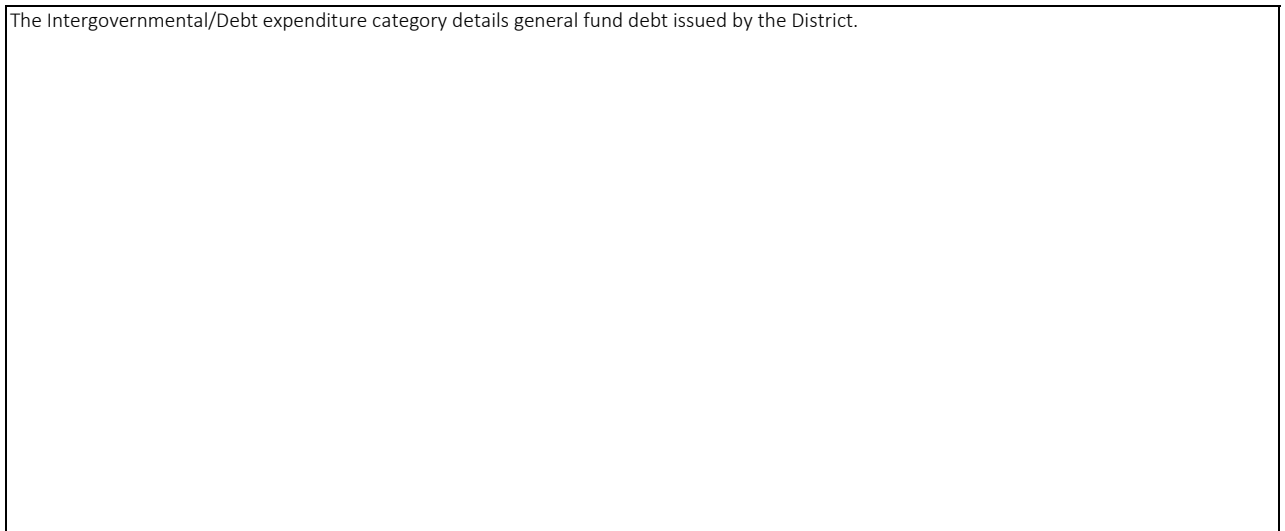 The Intergovernmental/Debt expenditure category details general fund debt issued by the District.